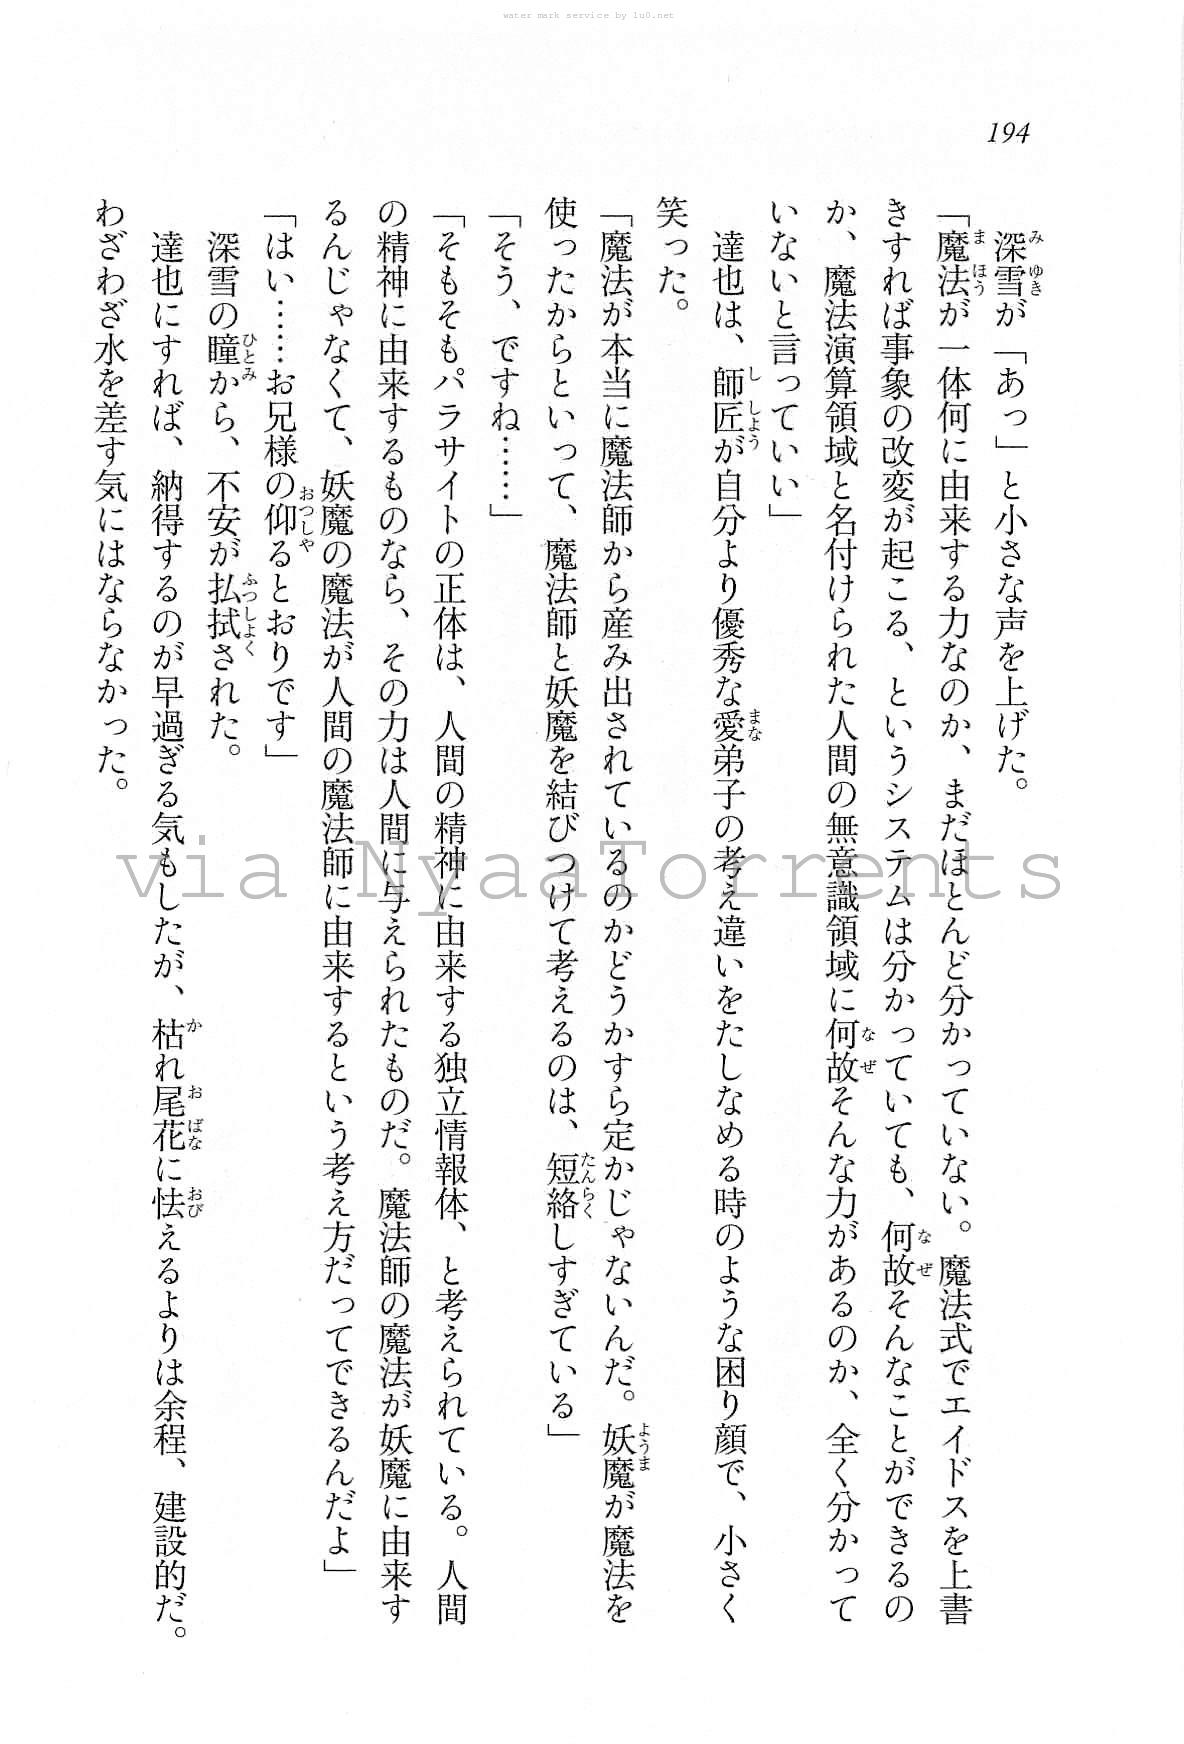 water mark service by lu0.net
194
深雪が「あっ」と小さな声を上げた。
「魔法が一体何に由来する力なのか、まだほとんど分かっていない。魔法式でエイドスを上書
きすれば事象の改変が起こる、というシステムは分かっていても、何故そんなことができるの
か、魔法演算領域と名付けられた人間の無意識領域に何故そんな力があるのか、全く分かって
いないと言っていい」
達也は、師匠が自分より優秀な愛弟子の考え違いをたしなめる時のような困り顔で、小さく
笑った。
「魔法が本当に魔法師から産み出されているのかどうかすら定かじゃないんだ。妖魔が魔法を
使ったからといって、魔法師と妖魔を結びつけて考えるのは、短絡しすぎている」
「そう、ですね……」
「そもそもパラサイトの正体は、人間の精神に由来する独立情報体、と考えられている。人間
の精神に由来するものなら、その力は人間に与えられたものだ。魔法師の魔法が妖魔に由来す
るんじゃなくて、妖魔の魔法が人間の魔法師に由来するという考え方だってできるんだよ」
「はい……お兄様の仰るとおりです」
深雪の瞳から、不安が払拭された。
達也にすれば、納得するのが早過ぎる気もしたが、枯れ尾花に怯えるよりは余程、建設的だ。
わざわざ水を差す気にはならなかった。
via NyaaTorrents